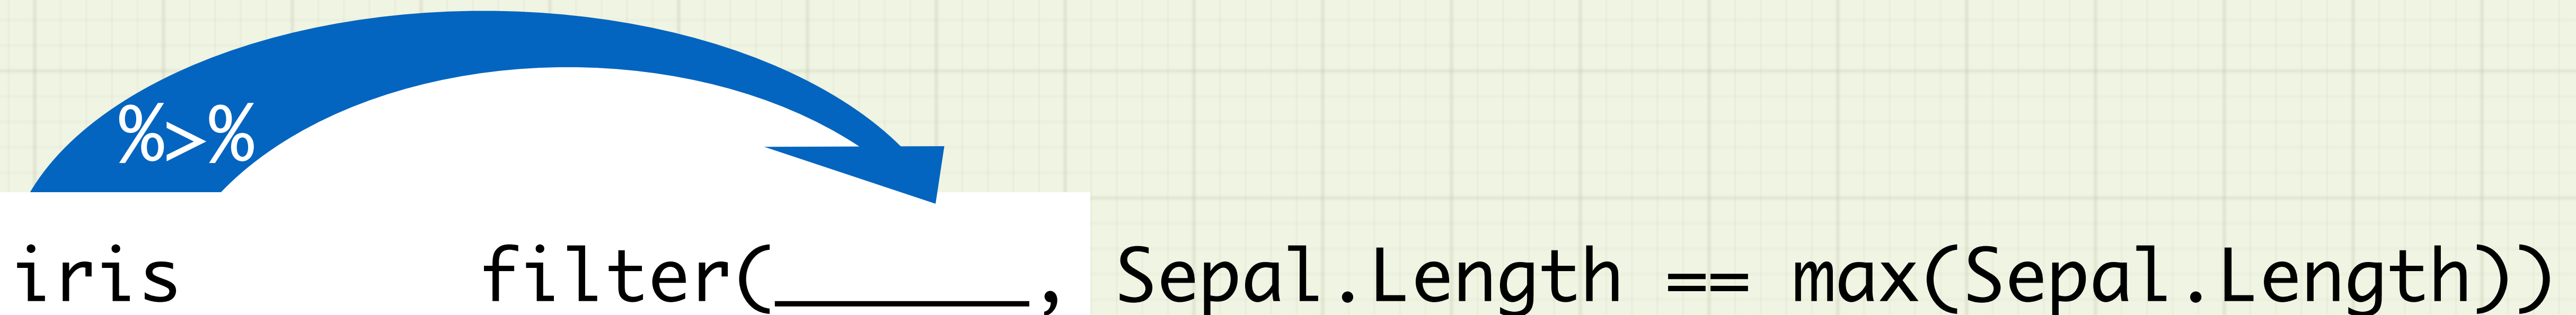 %>%
iris filter(______, Sepal.Length == max(Sepal.Length))